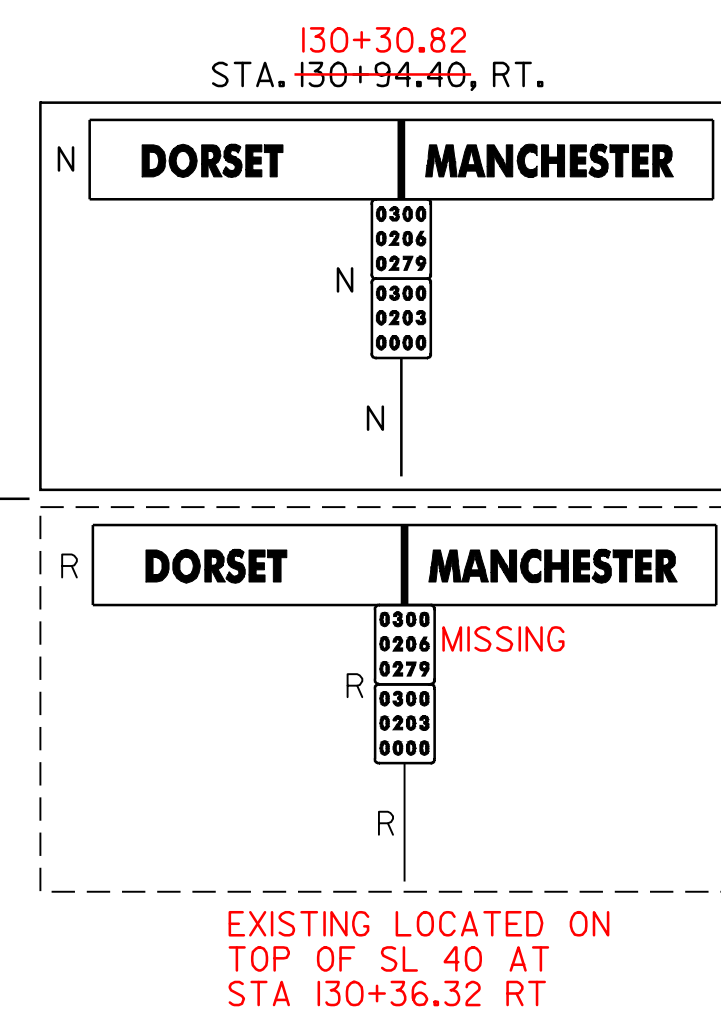 130+30.82
STA. 130+94.40, RT.
N DORSET MANCHESTER
0300
0206
0279
N
0300
0203
0000
N
R DORSET MANCHESTER
0300
0206 MISSING
0279
R
0300
0203
0000
R
EXISTING LOCATED ON
TOP OF SL 40 AT
STA 130+36.32 RT